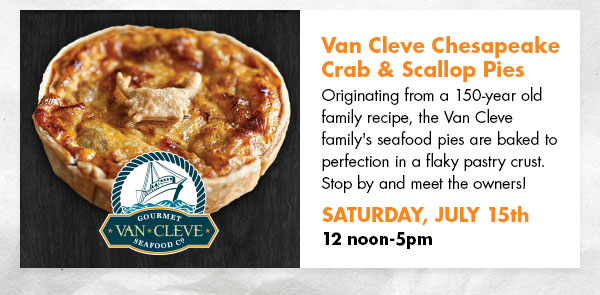 Van Cleve Chesapeake
Crab & Scallop Pies
Originating from a 150-year old
family recipe, the Van Cleve
family's seafood pies are baked to
perfection in a flaky pastry crust.
Stop by and meet the owners!
SATURDAY, JULY 15th
12 noon-5pm
GOURMET
VAN CLEVE
SEAFOOD Co